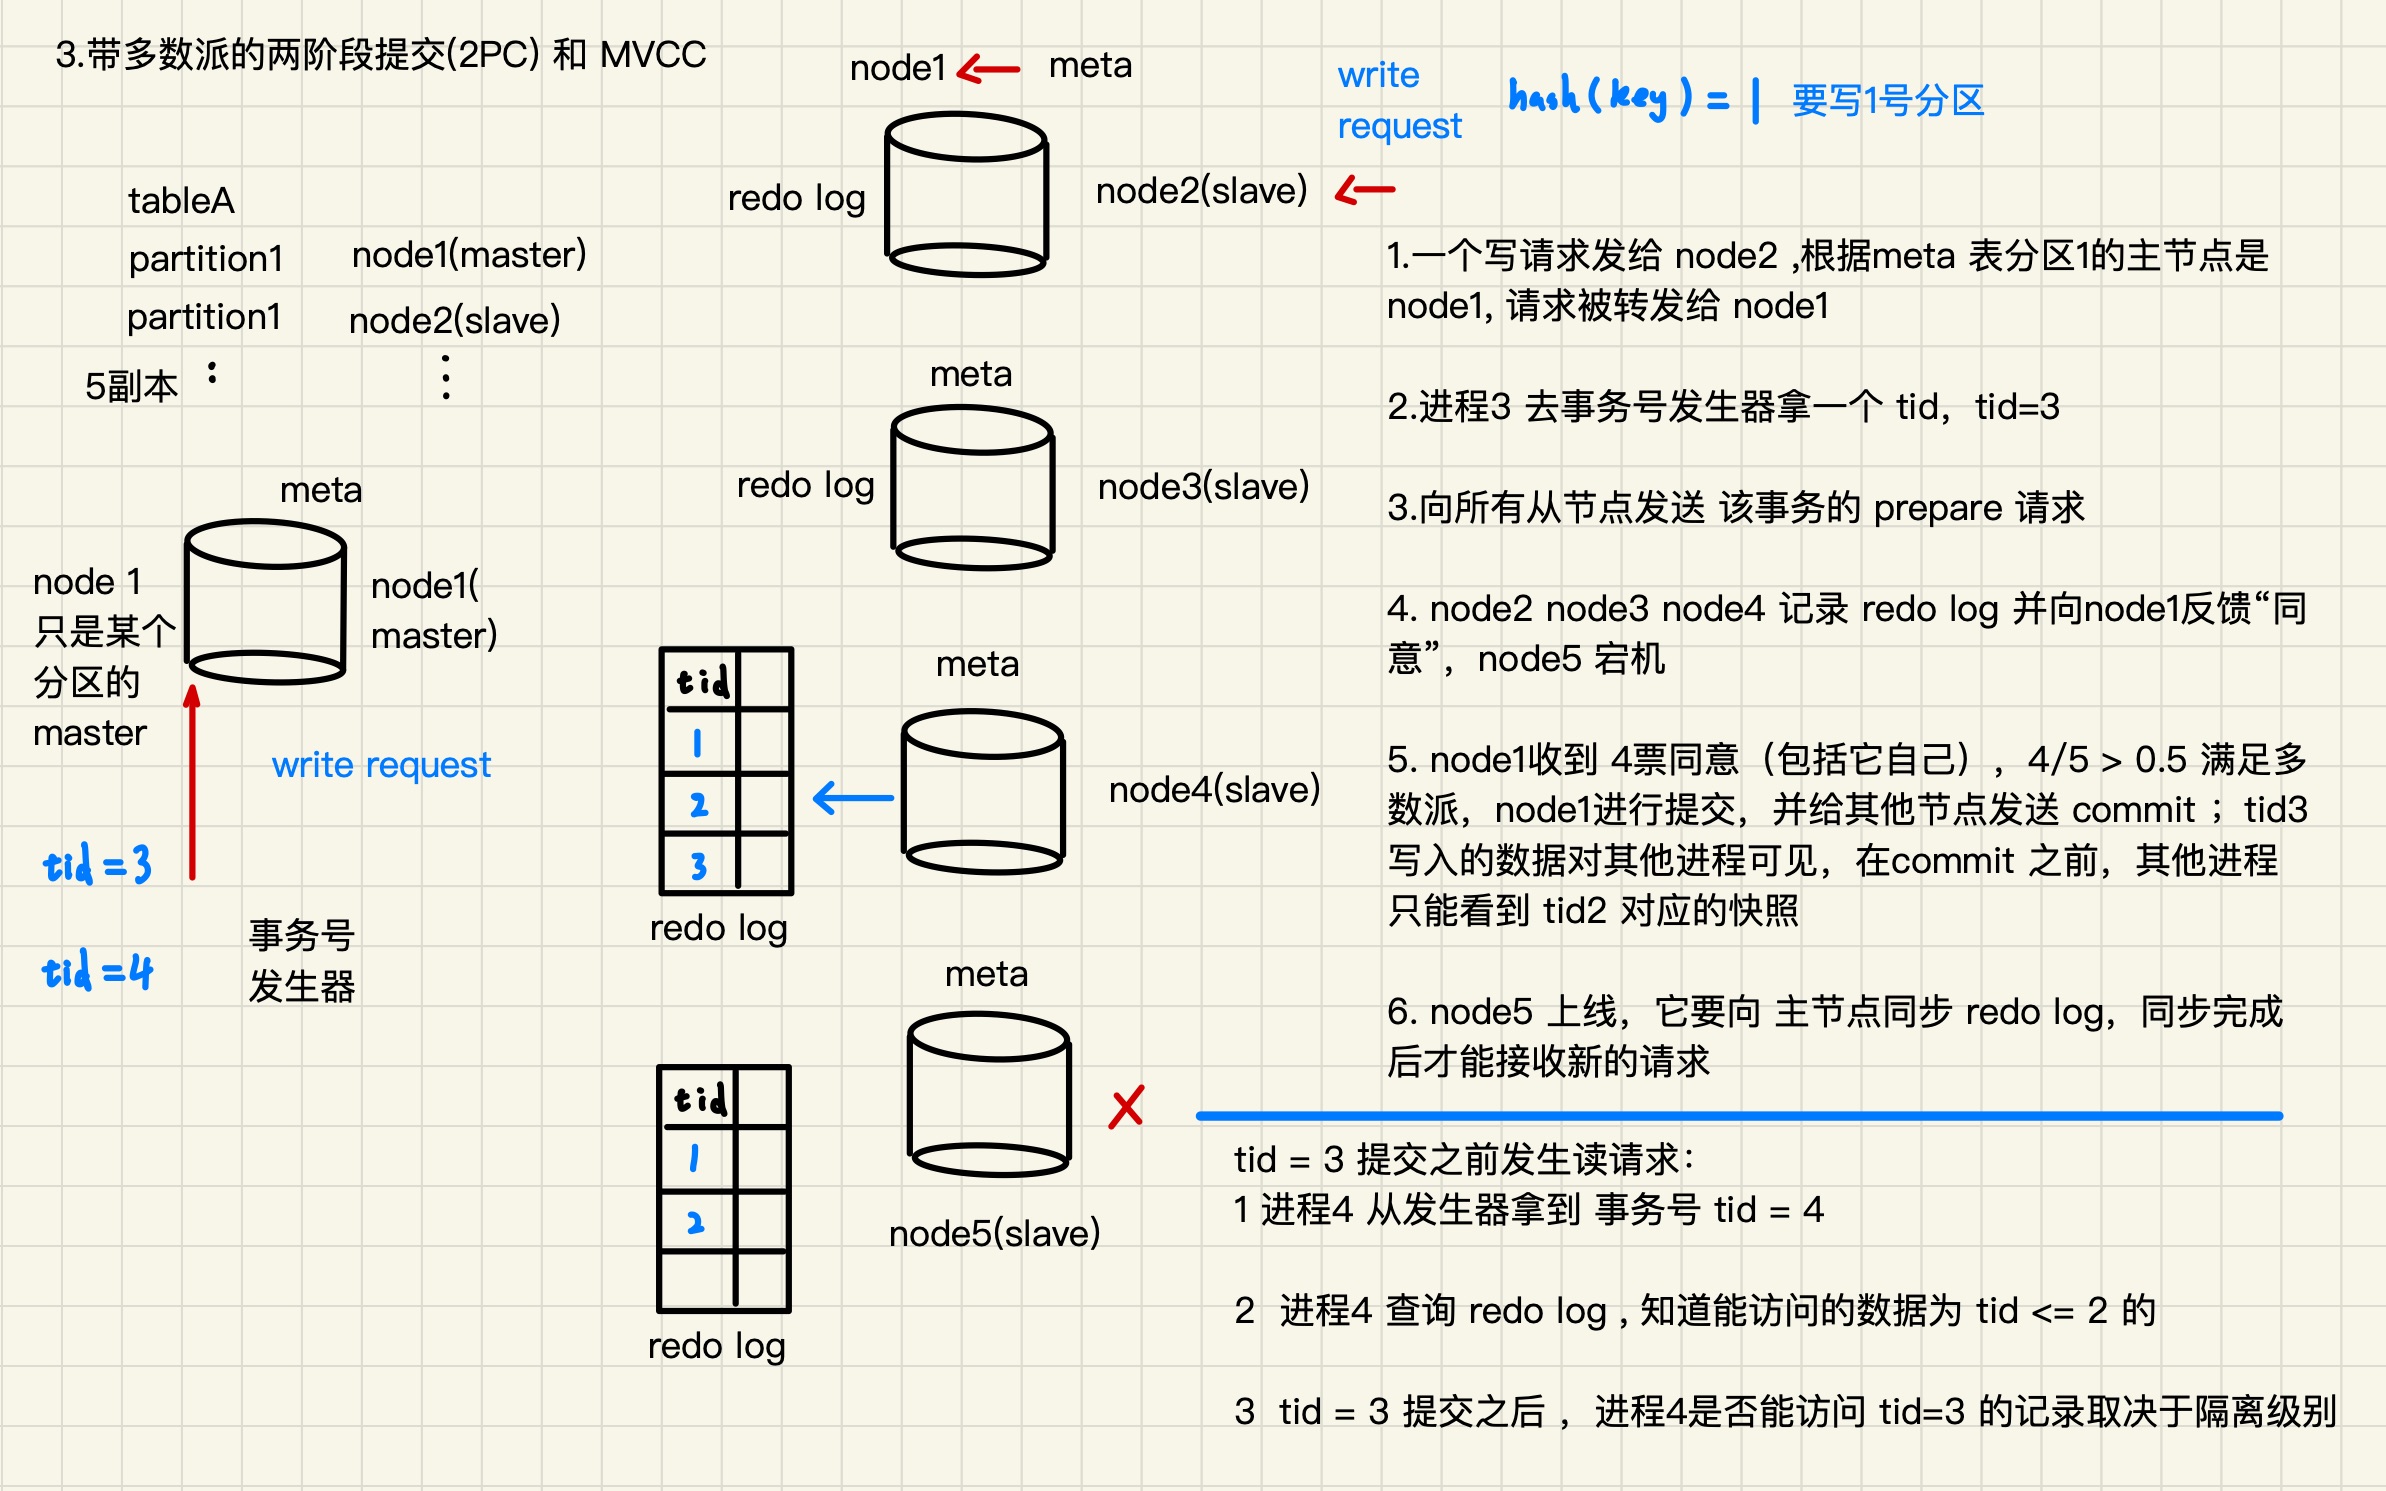 3.带多数派的两阶段提交(2PC) 和 MVCC
tableA
partition1 node1(master)
partition1 node2(slave)
5副本
meta
node 1
只是某个
分区的
master
node1(
master)
write request
tid=3
tid=4
事务号
发生器
node1 ← meta
redo log
node2(slave) ←
write
request
hash(key)=1 要写1号分区
meta
redo log
node3(slave)
meta
node4(slave)
tid
1
2
3
redo log
meta
node5(slave)
tid
1
2
redo log
1.一个写请求发给 node2 ,根据meta 表分区1的主节点是
node1, 请求被转发给 node1
2.进程3 去事务号发生器拿一个 tid，tid=3
3.向所有从节点发送 该事务的 prepare 请求
4. node2 node3 node4 记录 redo log 并向node1反馈“同
意”，node5 宕机
5. node1收到 4票同意（包括它自己），4/5 > 0.5 满足多
数派，node1进行提交，并给其他节点发送 commit ；tid3
写入的数据对其他进程可见，在commit 之前，其他进程
只能看到 tid2 对应的快照
6. node5 上线，它要向 主节点同步 redo log，同步完成
后才能接收新的请求
tid = 3 提交之前发生读请求：
1 进程4 从发生器拿到 事务号 tid = 4
2 进程4 查询 redo log , 知道能访问的数据为 tid <= 2 的
3 tid = 3 提交之后 ，进程4是否能访问 tid=3 的记录取决于隔离级别